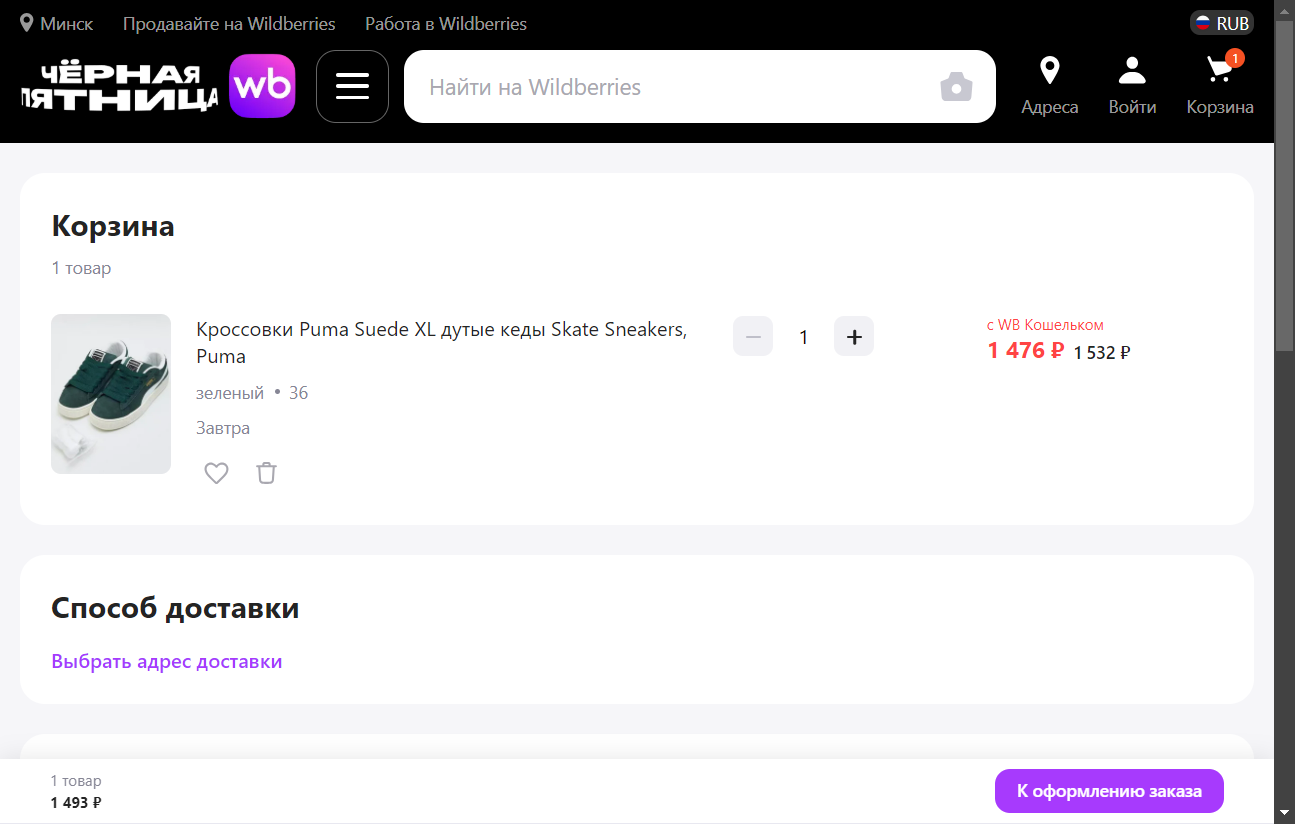 Минск Продавайте на Wildberries Работа в Wildberries RUB
ЧЁРНАЯ
ПЯТНИЦА
wb
Найти на Wildberries
1
Адреса Войти Корзина
Корзина
1 товар
Кроссовки Puma Suede XL дутые кеды Skate Sneakers,
Puma
зеленый • 36
Завтра
− 1 +
с WB Кошельком
1 476 ₽ 1 532 ₽
Способ доставки
Выбрать адрес доставки
1 товар
1 493 ₽
К оформлению заказа